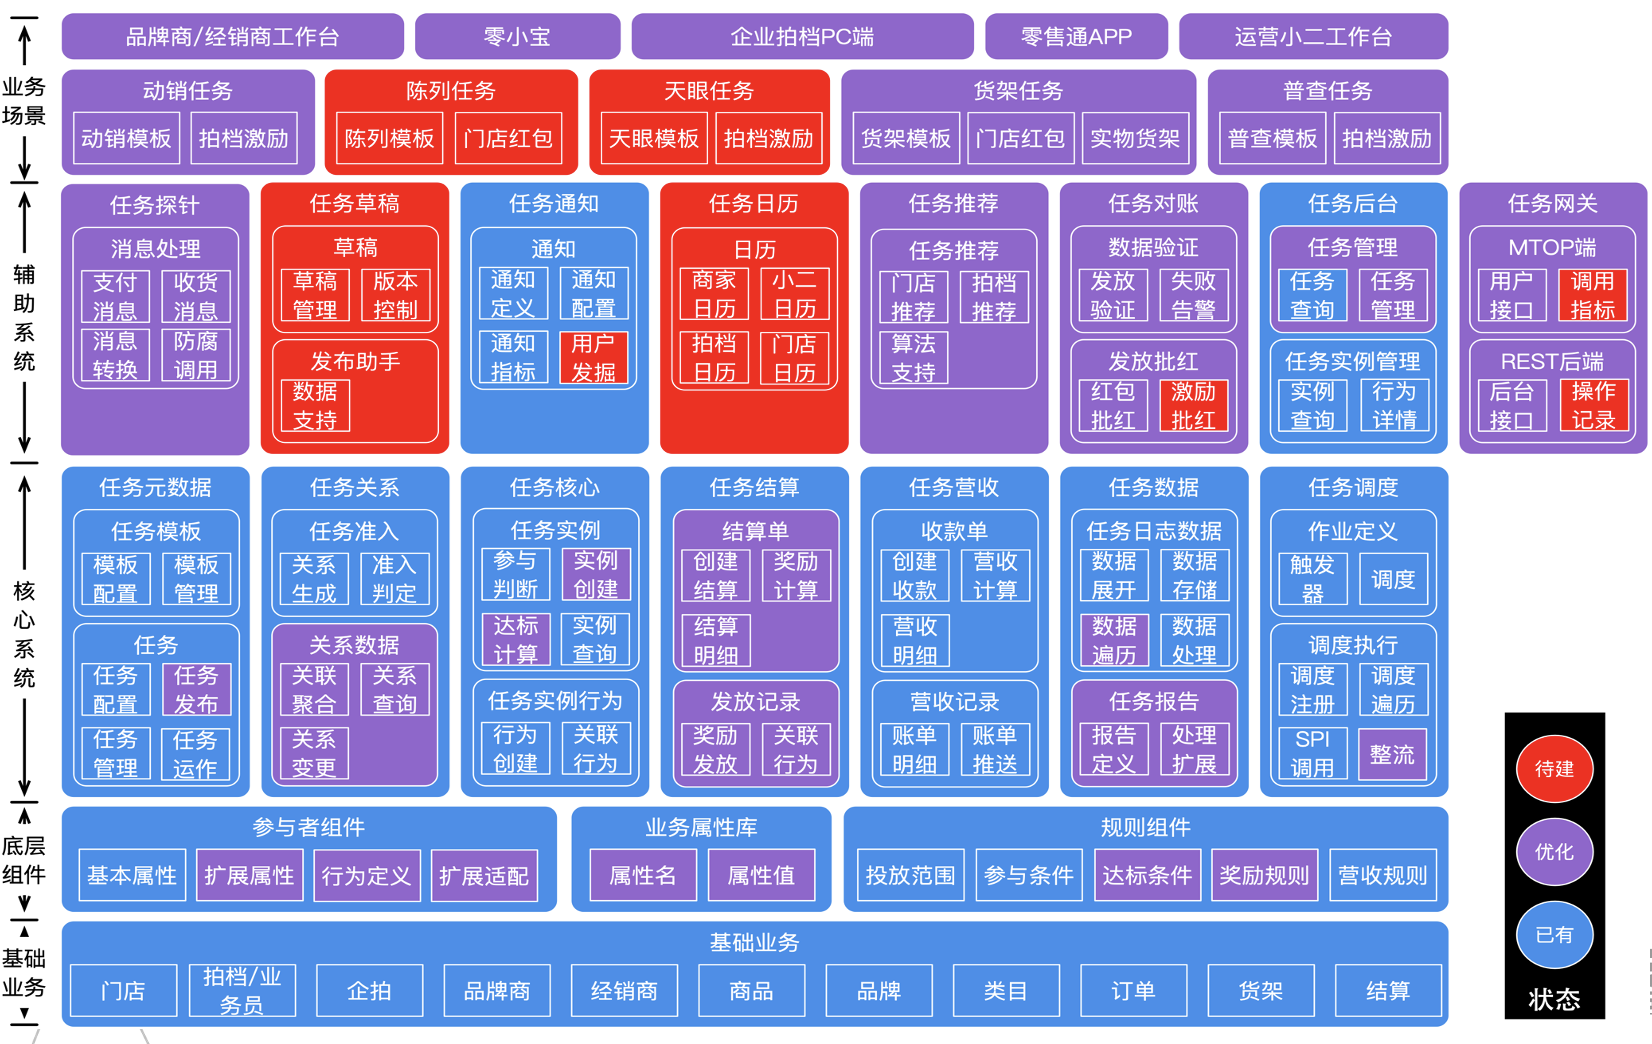 业务
场景
品牌商/经销商工作台
零小宝
企业拍档PC端
零售通APP
运营小二工作台
动销任务
动销模板
拍档激励
陈列任务
陈列模板
门店红包
天眼任务
天眼模板
拍档激励
货架任务
货架模板
门店红包
实物货架
普查任务
普查模板
拍档激励
辅
助
系
统
任务探针
消息处理
支付
消息
收货
消息
消息
转换
防腐
调用
任务草稿
草稿
草稿
管理
版本
控制
发布助手
数据
支持
任务通知
通知
通知
定义
通知
配置
通知
指标
用户
发掘
任务日历
日历
商家
日历
小二
日历
拍档
日历
门店
日历
任务推荐
任务推荐
门店
推荐
拍档
推荐
算法
支持
任务对账
数据验证
发放
验证
失败
告警
发放批红
红包
批红
激励
批红
任务后台
任务管理
任务
查询
任务
管理
任务实例管理
实例
查询
行为
详情
任务网关
MTOP端
用户
接口
调用
指标
REST后端
后台
接口
操作
记录
核
心
系
统
任务元数据
任务模板
模板
配置
模板
管理
任务
任务
配置
任务
发布
任务
管理
任务
运作
任务关系
任务准入
关系
生成
准入
判定
关系数据
关联
聚合
关系
查询
关系
变更
任务核心
任务实例
参与
判断
实例
创建
达标
计算
实例
查询
任务实例行为
行为
创建
关联
行为
任务结算
结算单
创建
结算
奖励
计算
结算
明细
发放记录
奖励
发放
关联
行为
任务营收
收款单
创建
收款
营收
计算
营收
明细
营收记录
账单
明细
账单
推送
任务数据
任务日志数据
数据
展开
数据
存储
数据
遍历
数据
处理
任务报告
报告
定义
处理
扩展
任务调度
作业定义
触发
器
调度
调度执行
调度
注册
调度
遍历
SPI
调用
整流
底层
组件
参与者组件
基本属性
扩展属性
行为定义
扩展适配
业务属性库
属性名
属性值
规则组件
投放范围
参与条件
达标条件
奖励规则
营收规则
基础
业务
基础业务
门店
拍档/业
务员
企拍
品牌商
经销商
商品
品牌
类目
订单
货架
结算
待建
优化
已有
状态